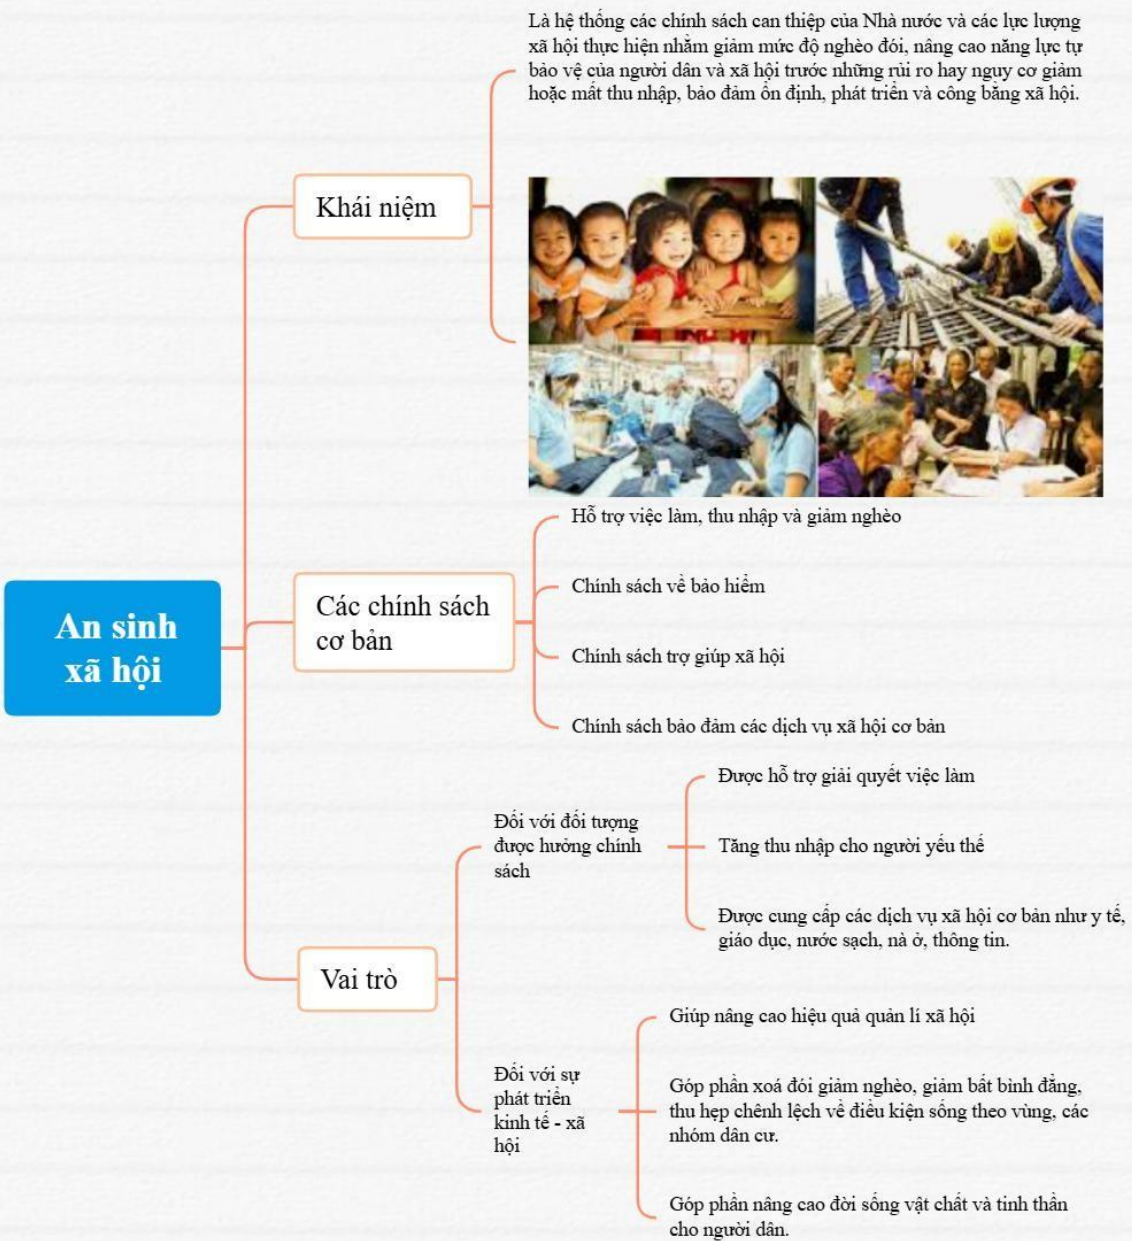 Là hệ thống các chính sách can thiệp của Nhà nước và các lực lượng
xã hội thực hiện nhằm giảm mức độ nghèo đói, nâng cao năng lực tự
bảo vệ của người dân và xã hội trước những rủi ro hay nguy cơ giảm
hoặc mất thu nhập, bảo đảm ổn định, phát triển và công bằng xã hội.
Khái niệm
Hỗ trợ việc làm, thu nhập và giảm nghèo
Các chính sách
cơ bản
Chính sách về bảo hiểm
Chính sách trợ giúp xã hội
Chính sách bảo đảm các dịch vụ xã hội cơ bản
An sinh
xã hội
Được hỗ trợ giải quyết việc làm
Đối với đối tượng
được hưởng chính
sách
Tăng thu nhập cho người yếu thế
Được cung cấp các dịch vụ xã hội cơ bản như y tế,
giáo dục, nước sạch, nà ở, thông tin.
Vai trò
Giúp nâng cao hiệu quả quản lí xã hội
Đối với sự
phát triển
kinh tế - xã
hội
Góp phần xoá đói giảm nghèo, giảm bất bình đẳng,
thu hẹp chênh lệch về điều kiện sống theo vùng, các
nhóm dân cư.
Góp phần nâng cao đời sống vật chất và tinh thần
cho người dân.